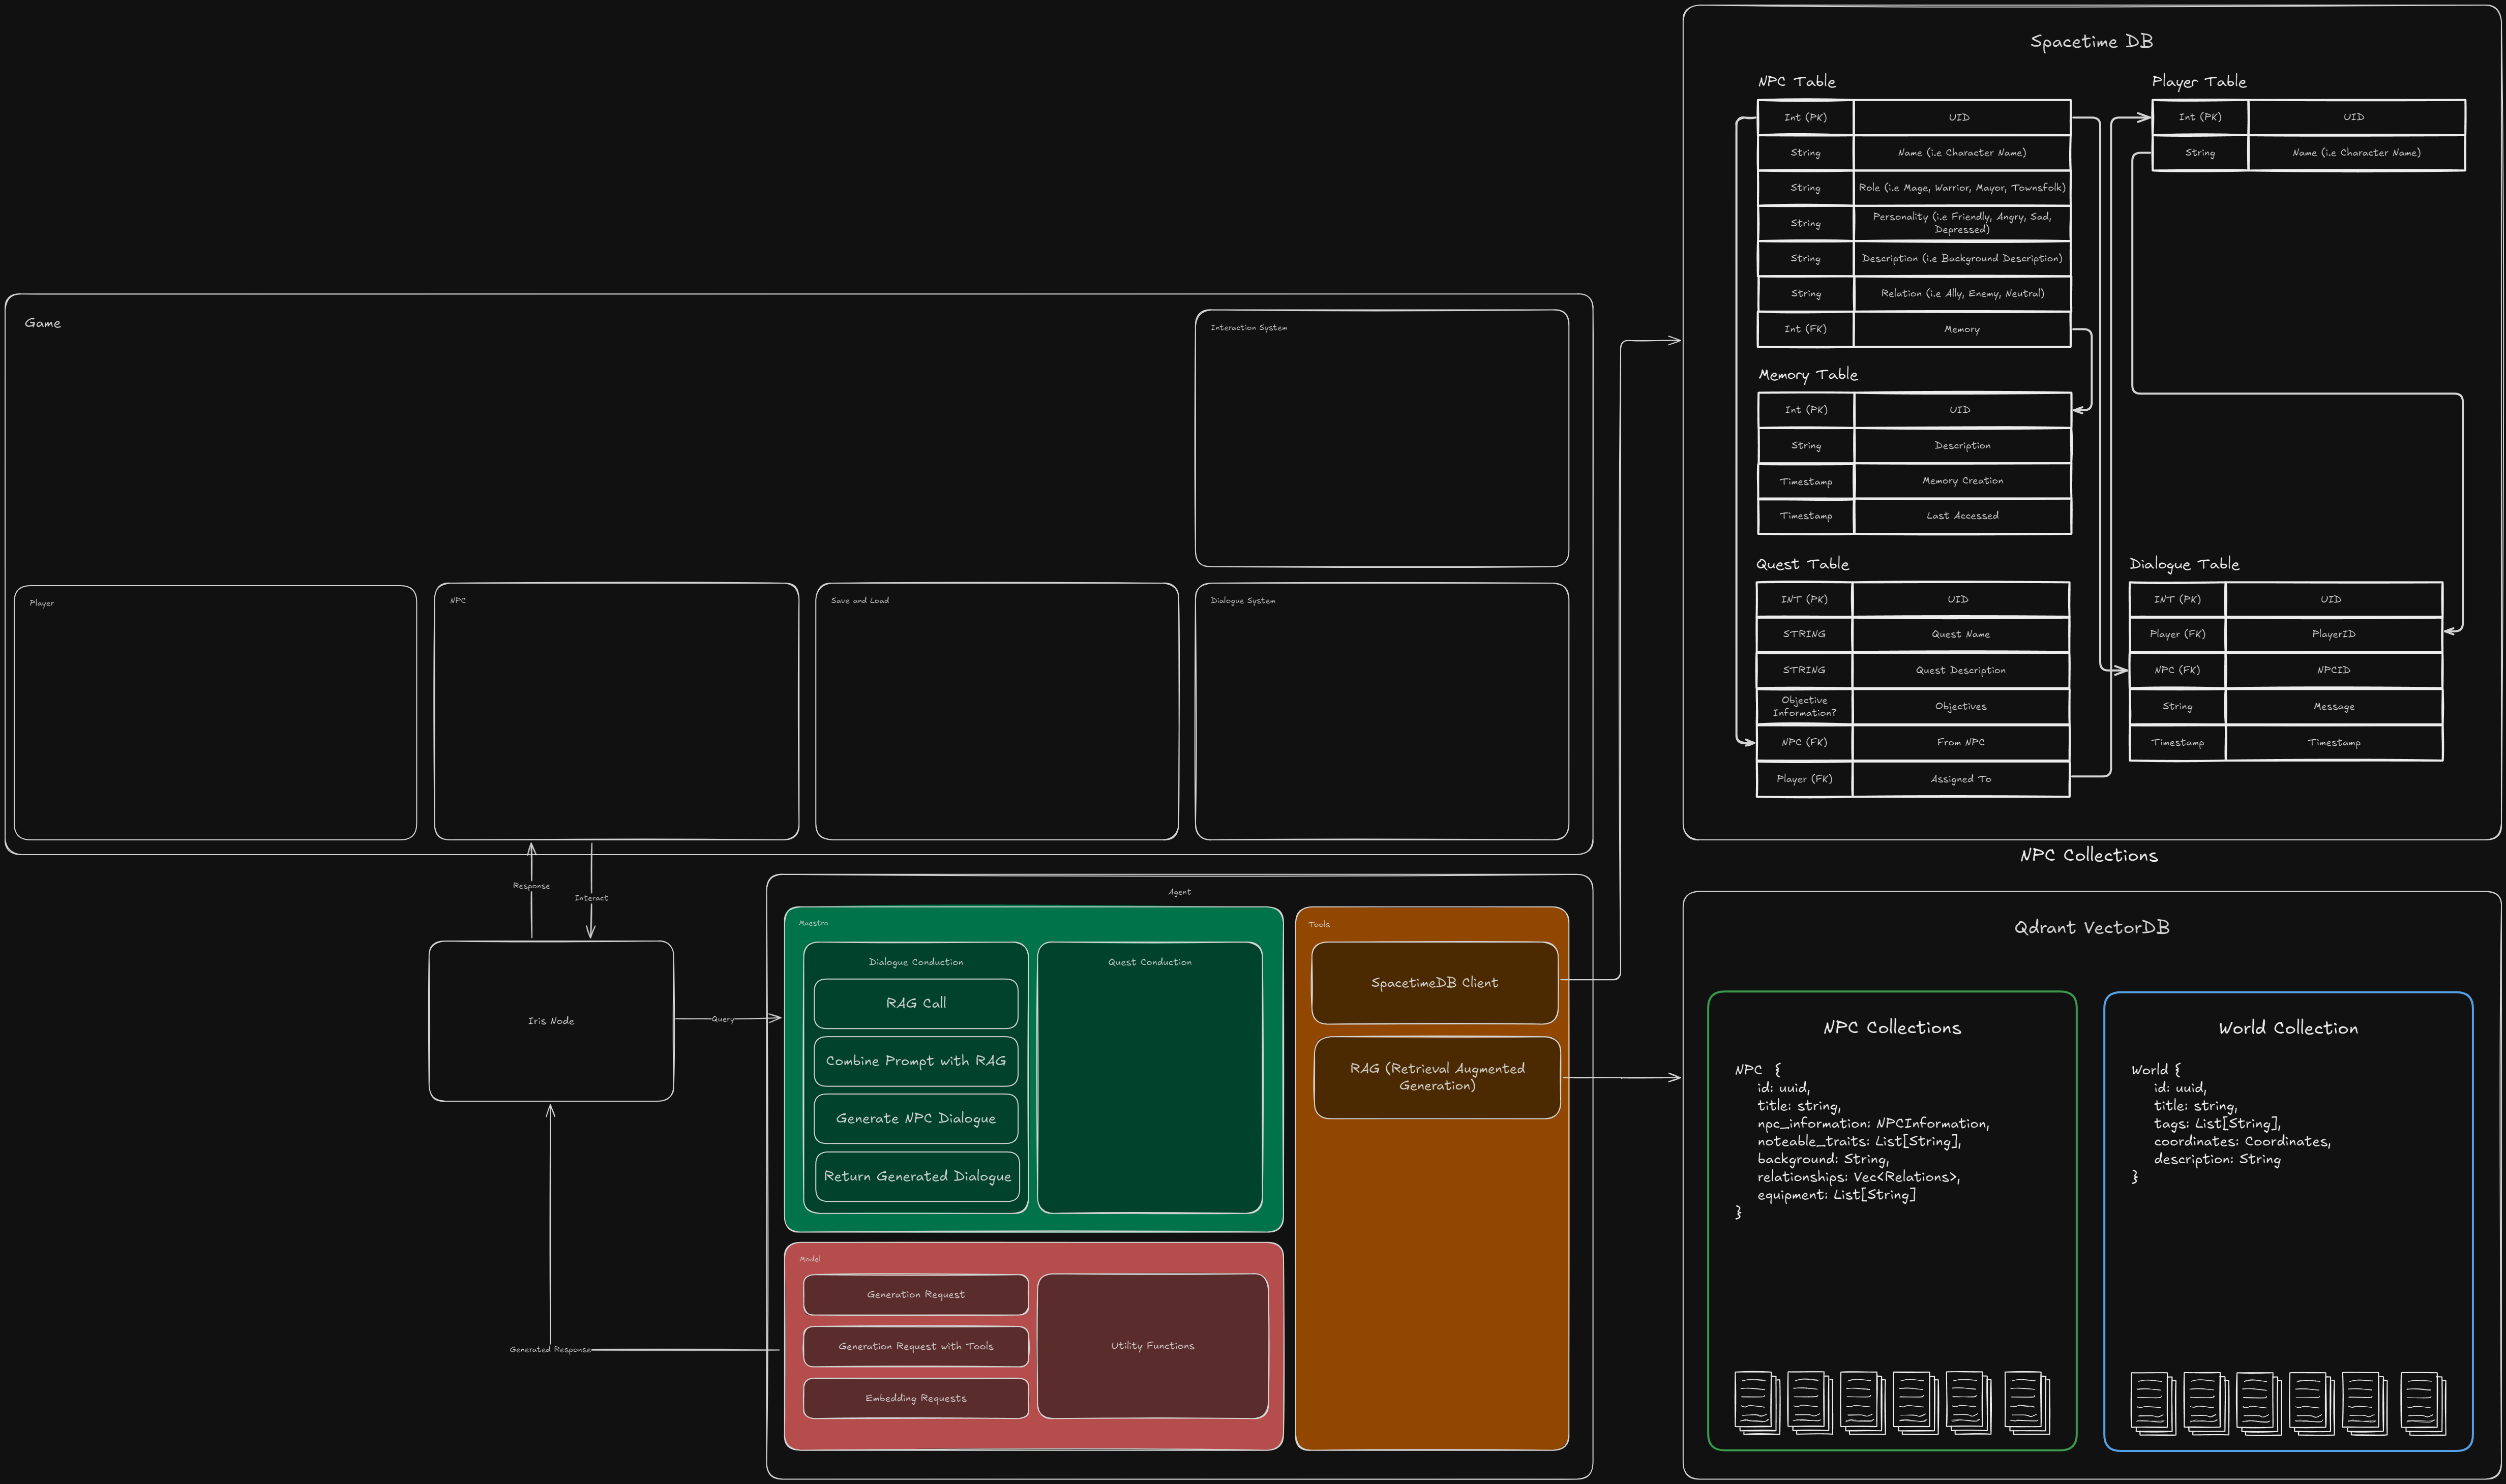 Spacetime DB
NPC Table
Int (PK)
UID
String
Name (i.e Character Name)
String
Role (i.e Mage, Warrior, Mayor, Townsfolk)
String
Personality (i.e Friendly, Angry, Sad,
Depressed)
String
Description (i.e Background Description)
String
Relation (i.e Ally, Enemy, Neutral)
Int (FK)
Memory
Player Table
Int (PK)
UID
String
Name (i.e Character Name)
Memory Table
Int (PK)
UID
String
Description
Timestamp
Memory Creation
Timestamp
Last Accessed
Quest Table
INT (PK)
UID
STRING
Quest Name
STRING
Quest Description
Objective
Information?
Objectives
NPC (FK)
From NPC
Player (FK)
Assigned To
Dialogue Table
INT (PK)
UID
Player (FK)
PlayerID
NPC (FK)
NPCID
String
Message
Timestamp
Timestamp
Game
Interaction System
Player
NPC
Save and Load
Dialogue System
Response
Interact
Iris Node
Query
Generated Response
Agent
Maestro
Dialogue Conduction
RAG Call
Combine Prompt with RAG
Generate NPC Dialogue
Return Generated Dialogue
Quest Conduction
Tools
SpacetimeDB Client
RAG (Retrieval Augmented
Generation)
Model
Generation Request
Generation Request with Tools
Embedding Requests
Utility Functions
NPC Collections
Qdrant VectorDB
NPC Collections
NPC {
id: uuid,
title: string,
npc_information: NPCInformation,
noteable_traits: List[String],
background: String,
relationships: Vec<Relations>,
equipment: List[String]
}
World Collection
World {
id: uuid,
title: string,
tags: List[String],
coordinates: Coordinates,
description: String
}